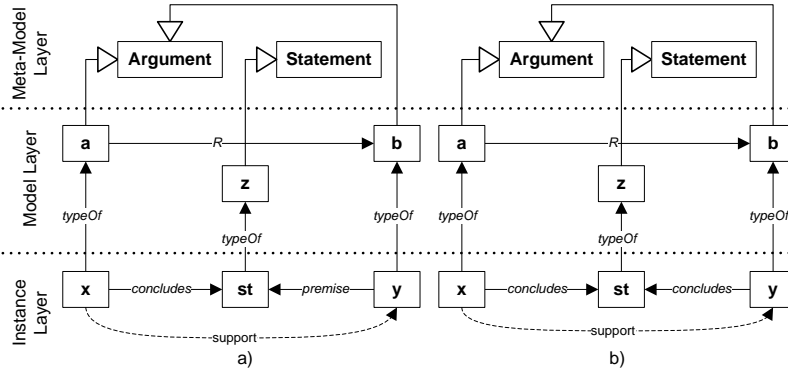 Meta-Model
Layer
Argument
Statement
Argument
Statement
Model Layer
a
R
b
a
R
b
z
z
typeOf
typeOf
typeOf
typeOf
typeOf
typeOf
Instance
Layer
x
concludes
st
premise
y
x
concludes
st
concludes
y
support
support
a)
b)